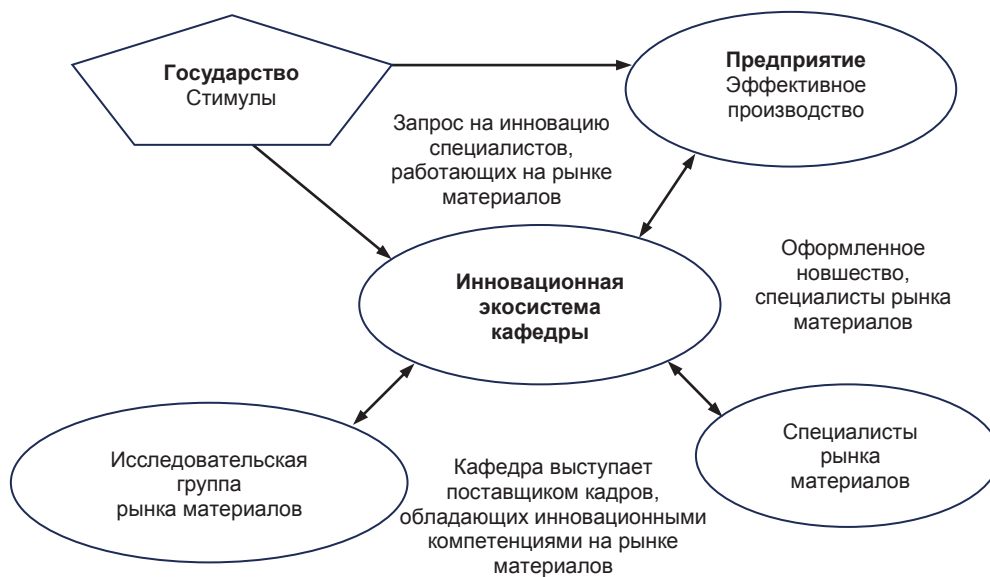 Государство
Стимулы
Предприятие
Эффективное
производство
Запрос на инновацию
специалистов,
работающих на рынке
материалов
Инновационная
экосистема
кафедры
Оформленное
новшество,
специалисты рынка
материалов
Исследовательская
группа
рынка материалов
Кафедра выступает
поставщиком кадров,
обладающих инновационными
компетенциями на рынке
материалов
Специалисты
рынка
материалов